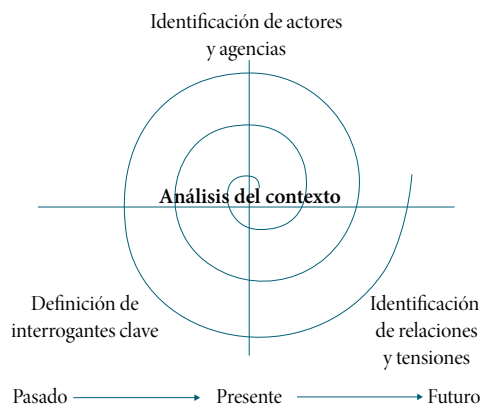 Identificación de actores
y agencias
Análisis del contexto
Definición de
interrogantes clave
Identificación
de relaciones
y tensiones
Pasado Presente Futuro